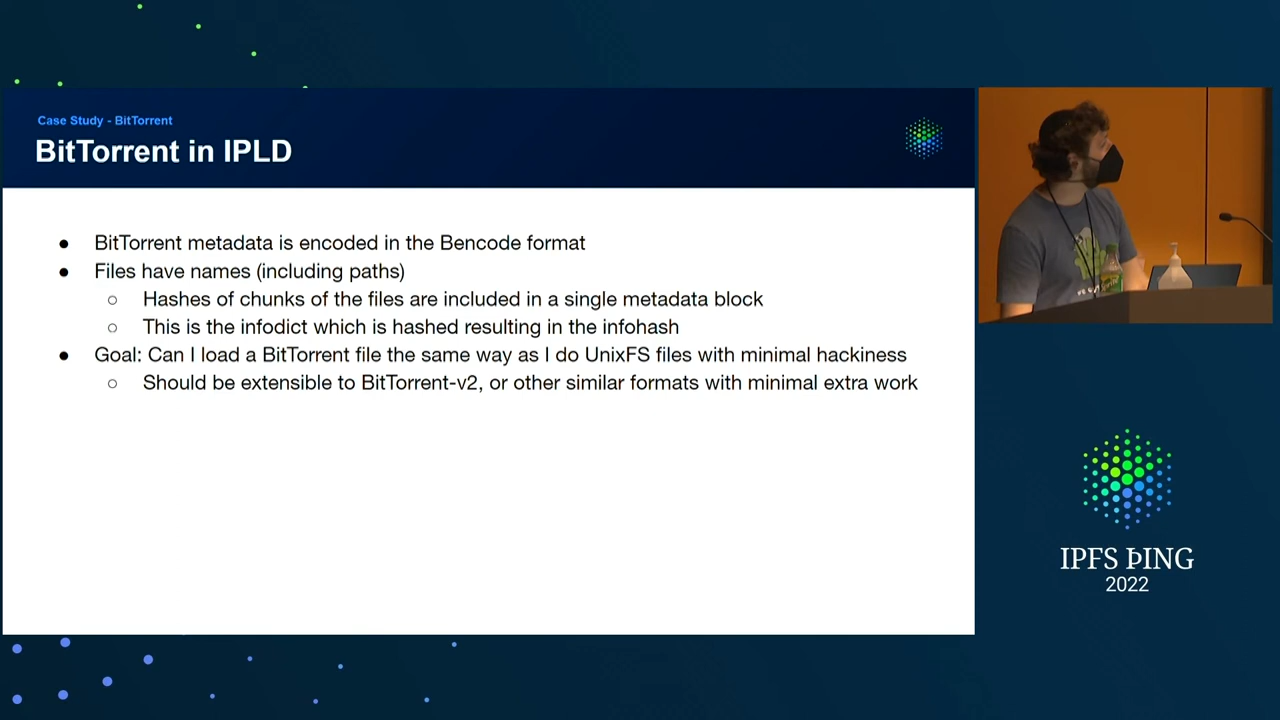 Case Study - BitTorrent
BitTorrent in IPLD
● BitTorrent metadata is encoded in the Bencode format
● Files have names (including paths)
○ Hashes of chunks of the files are included in a single metadata block
○ This is the infodict which is hashed resulting in the infohash
● Goal: Can I load a BitTorrent file the same way as I do UnixFS files with minimal hackiness
○ Should be extensible to BitTorrent-v2, or other similar formats with minimal extra work
IPFS ÞING
2022